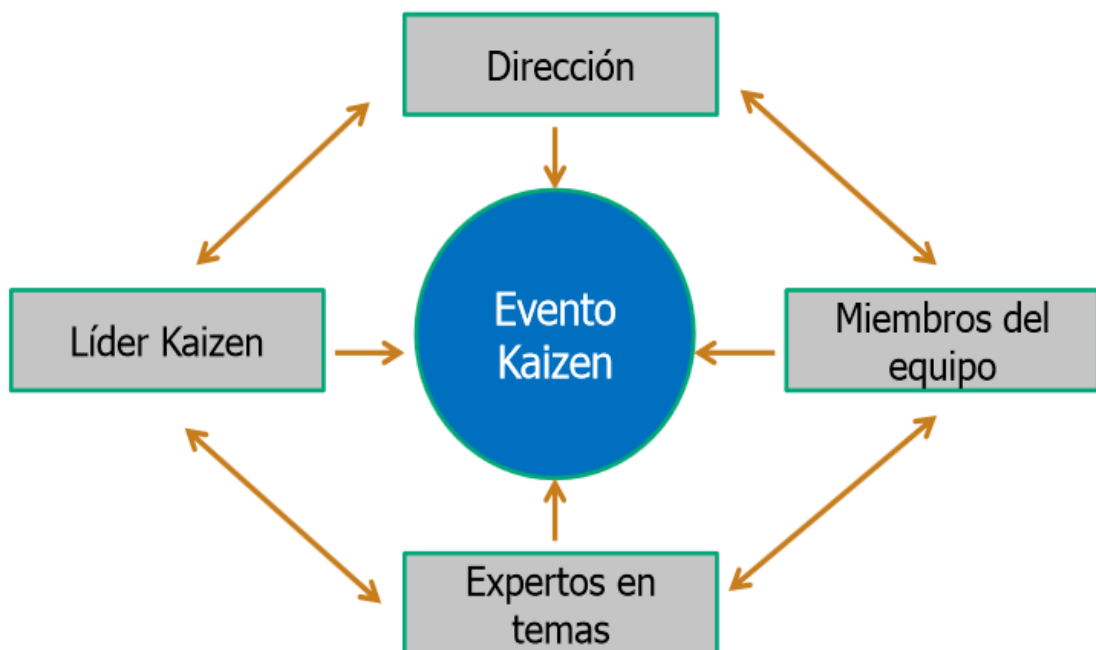 Dirección
Líder Kaizen
Evento
Kaizen
Miembros del
equipo
Expertos en
temas